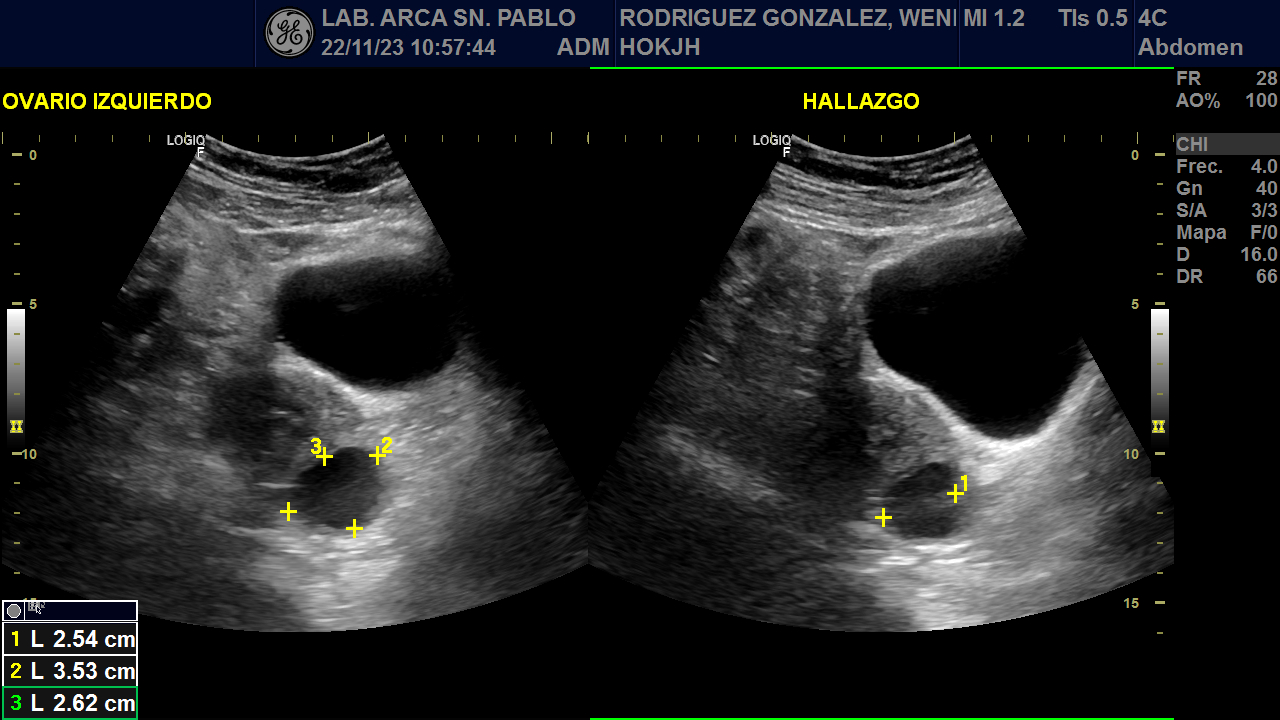 LAB. ARCA SN. PABLO
22/11/23 10:57:44 ADM
RODRIGUEZ GONZALEZ, WENI
HOKJH
MI 1.2 TIs 0.5
4C
Abdomen
OVARIO IZQUIERDO
HALLAZGO
FR 28
AO% 100
CHI
Frec. 4.0
Gn 40
S/A 3/3
Mapa F/0
D 16.0
DR 66
LOGIQ
F
LOGIQ
F
0
5
10
0
5
10
15
3
2
1
1 L 2.54 cm
2 L 3.53 cm
3 L 2.62 cm